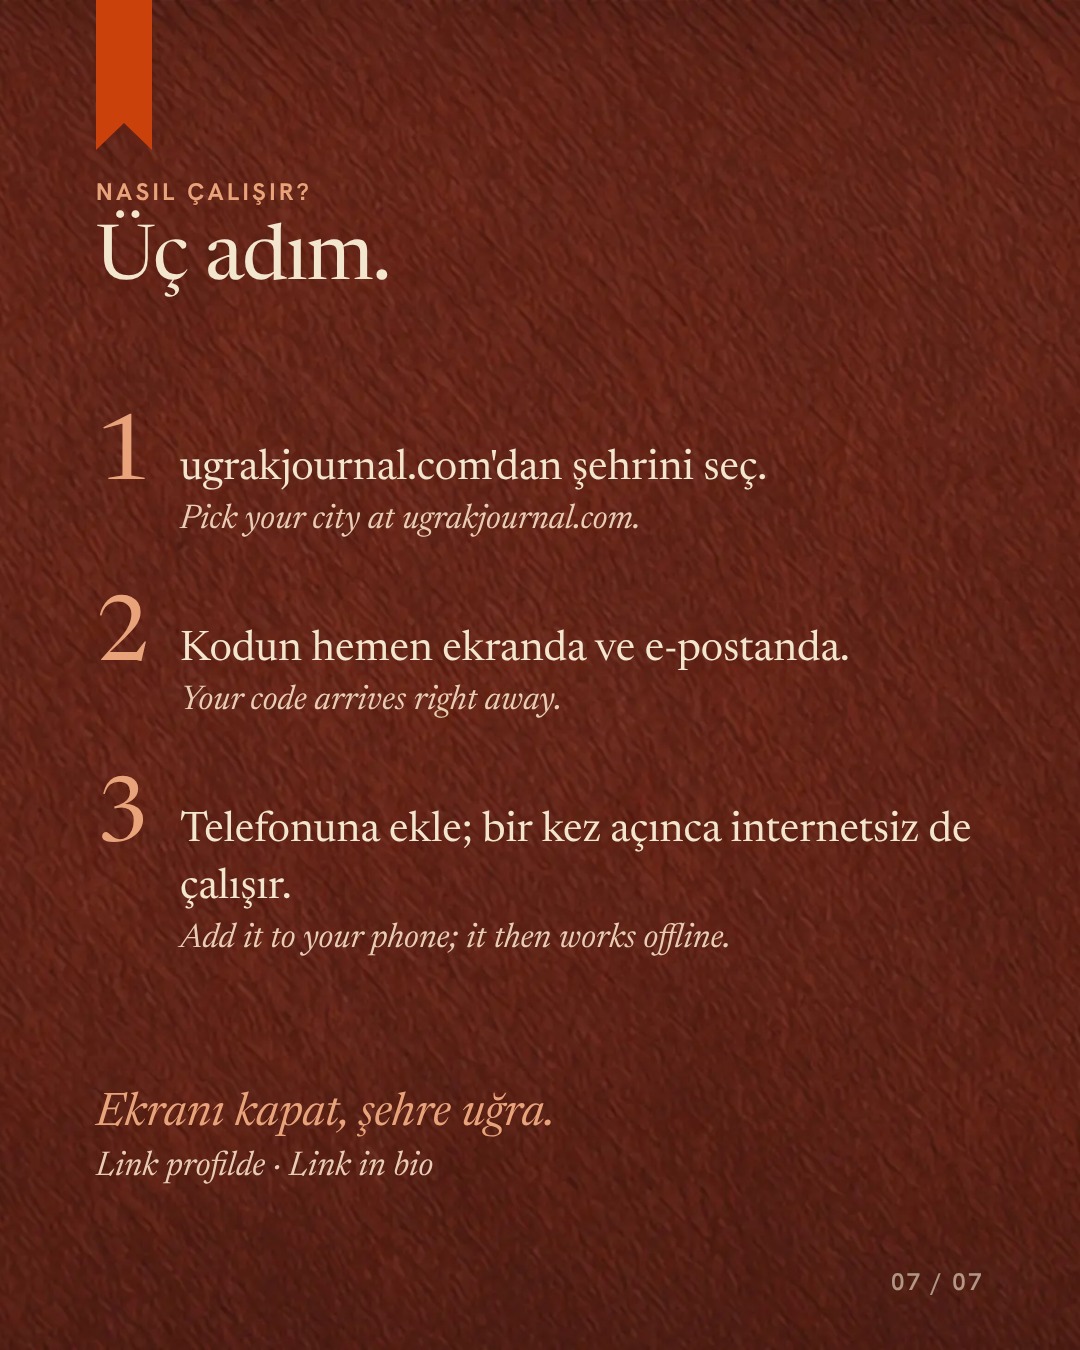 NASIL ÇALIŞIR?
Üç adım.
1 ugrakjournal.com'dan şehrini seç.
Pick your city at ugrakjournal.com.
2 Kodun hemen ekranda ve e-postanda.
Your code arrives right away.
3 Telefonuna ekle; bir kez açınca internetsiz de
çalışır.
Add it to your phone; it then works offline.
Ekranı kapat, şehre uğra.
Link profilde · Link in bio
07 / 07